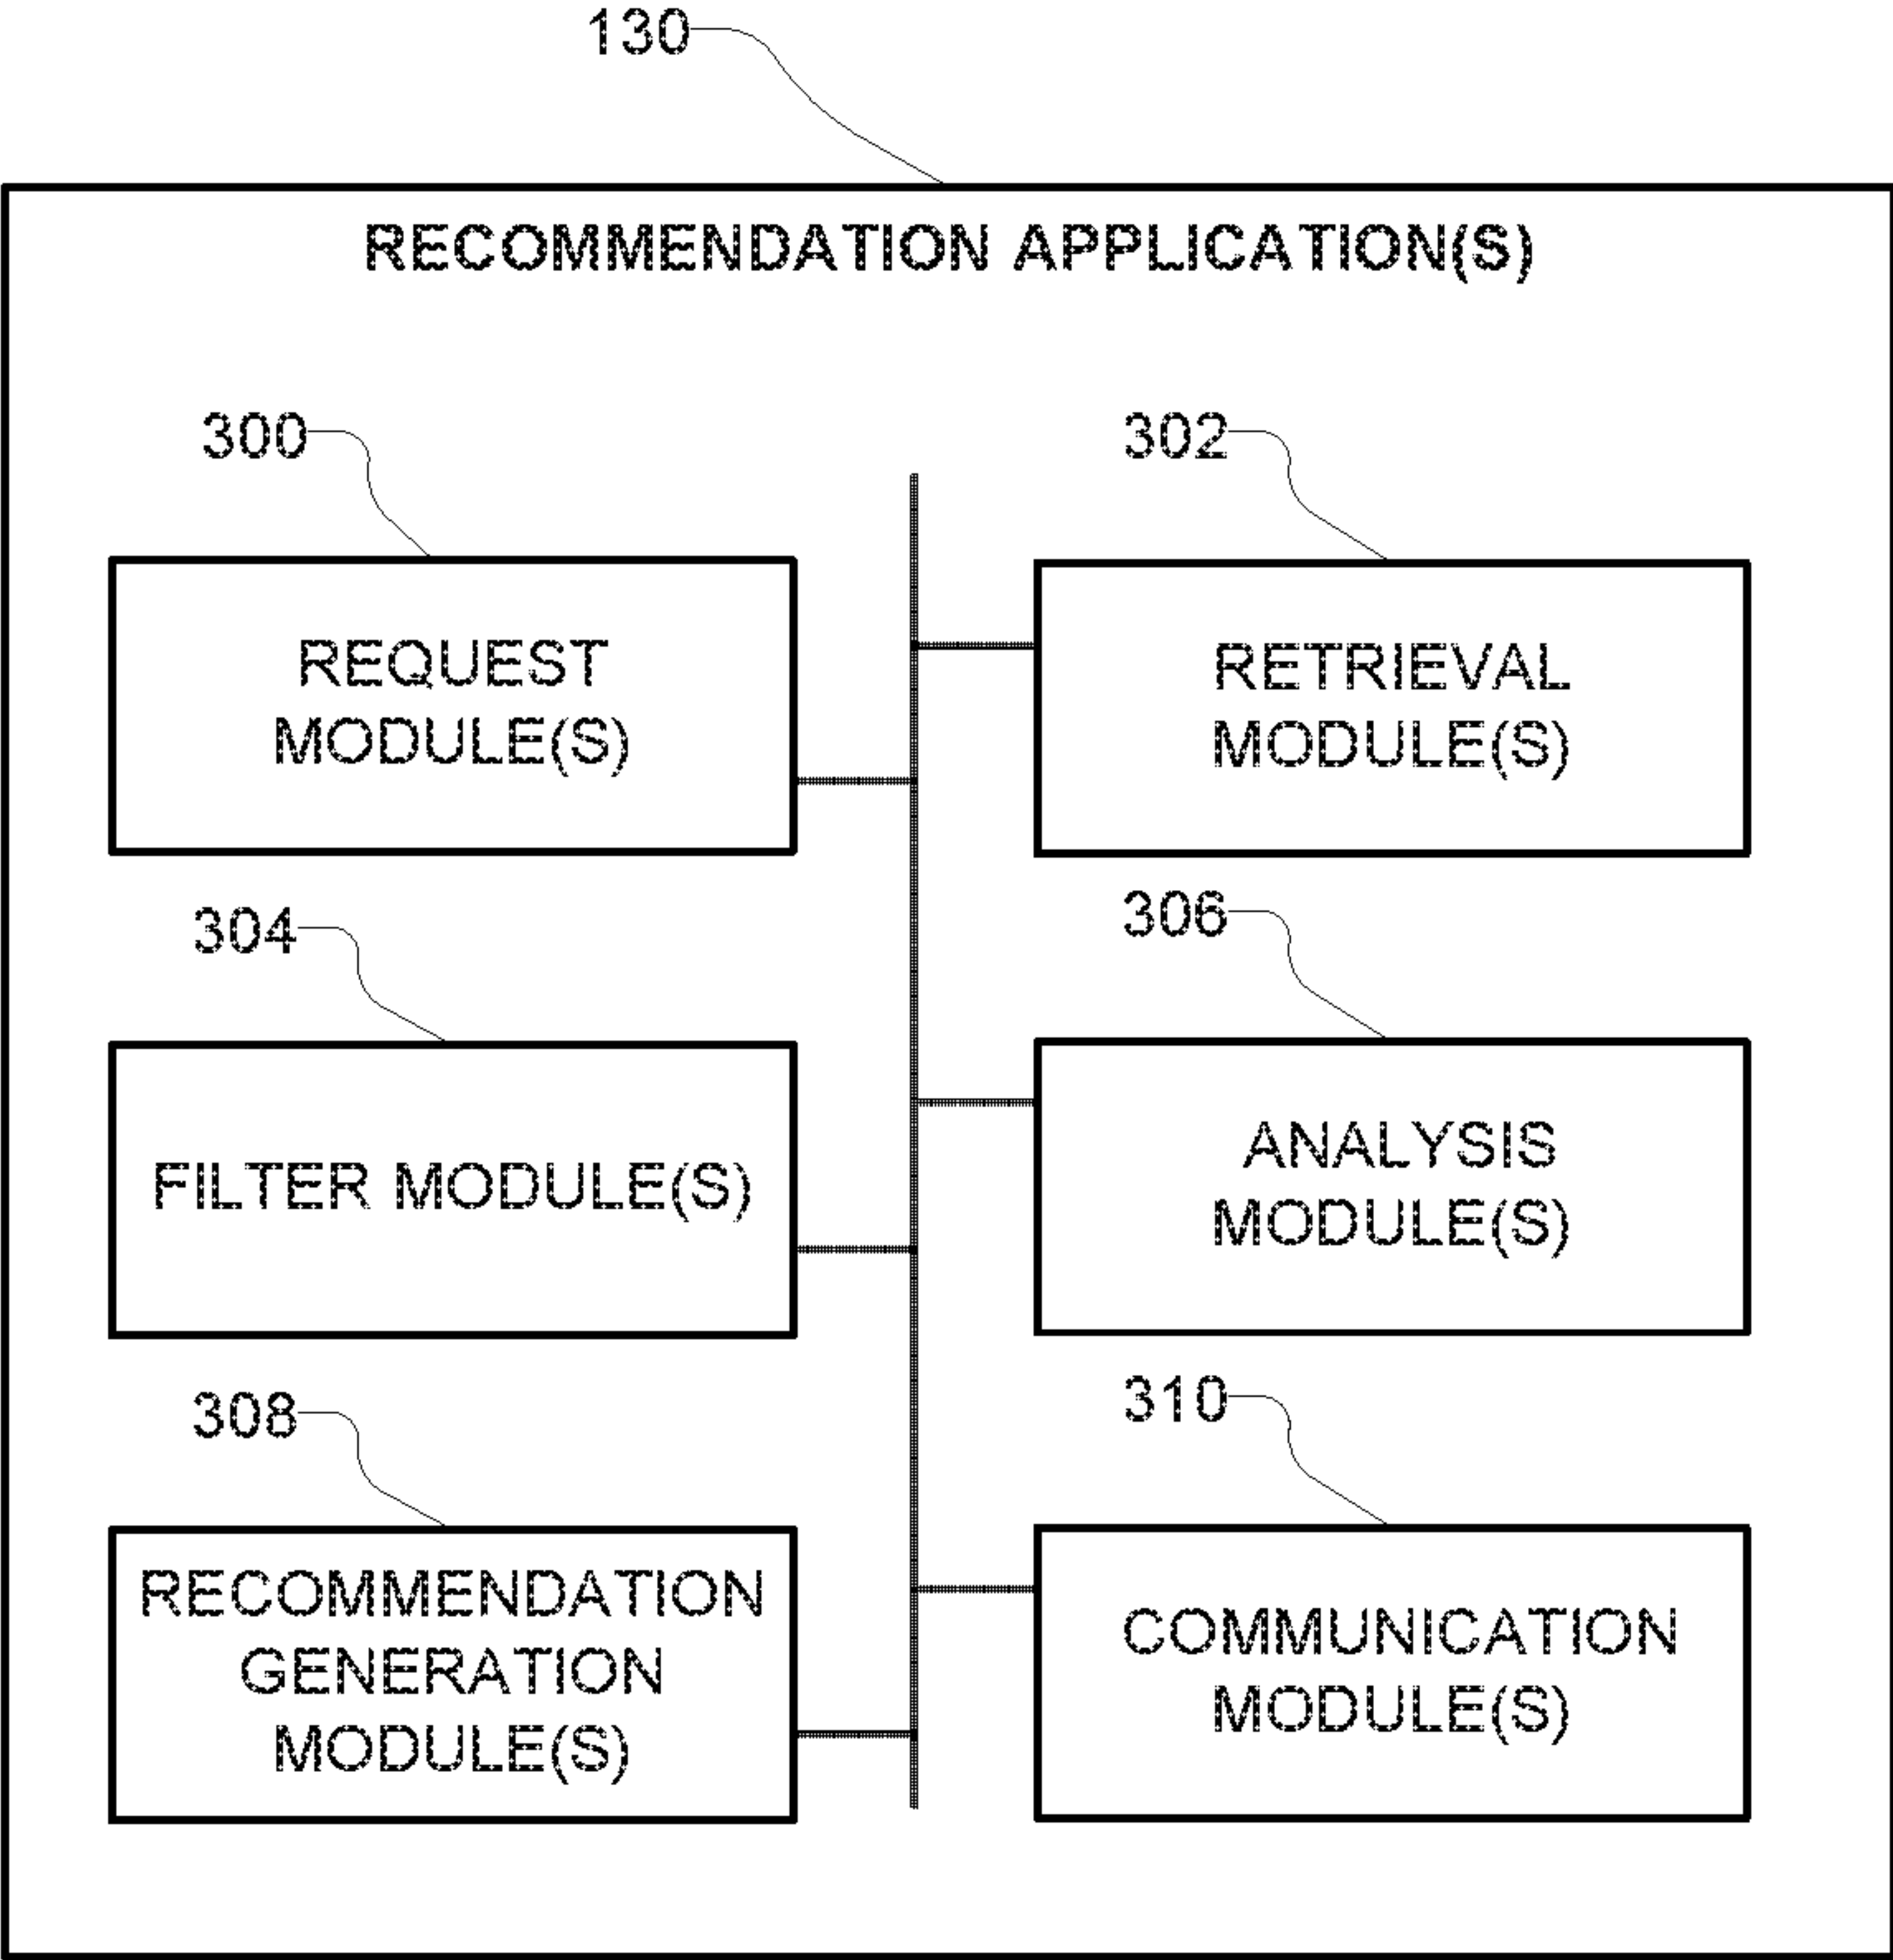 130
RECOMMENDATION APPLICATION(S)
300
REQUEST
MODULE(S)
302
RETRIEVAL
MODULE(S)
304
FILTER MODULE(S)
306
ANALYSIS
MODULE(S)
308
RECOMMENDATION
GENERATION
MODULE(S)
310
COMMUNICATION
MODULE(S)